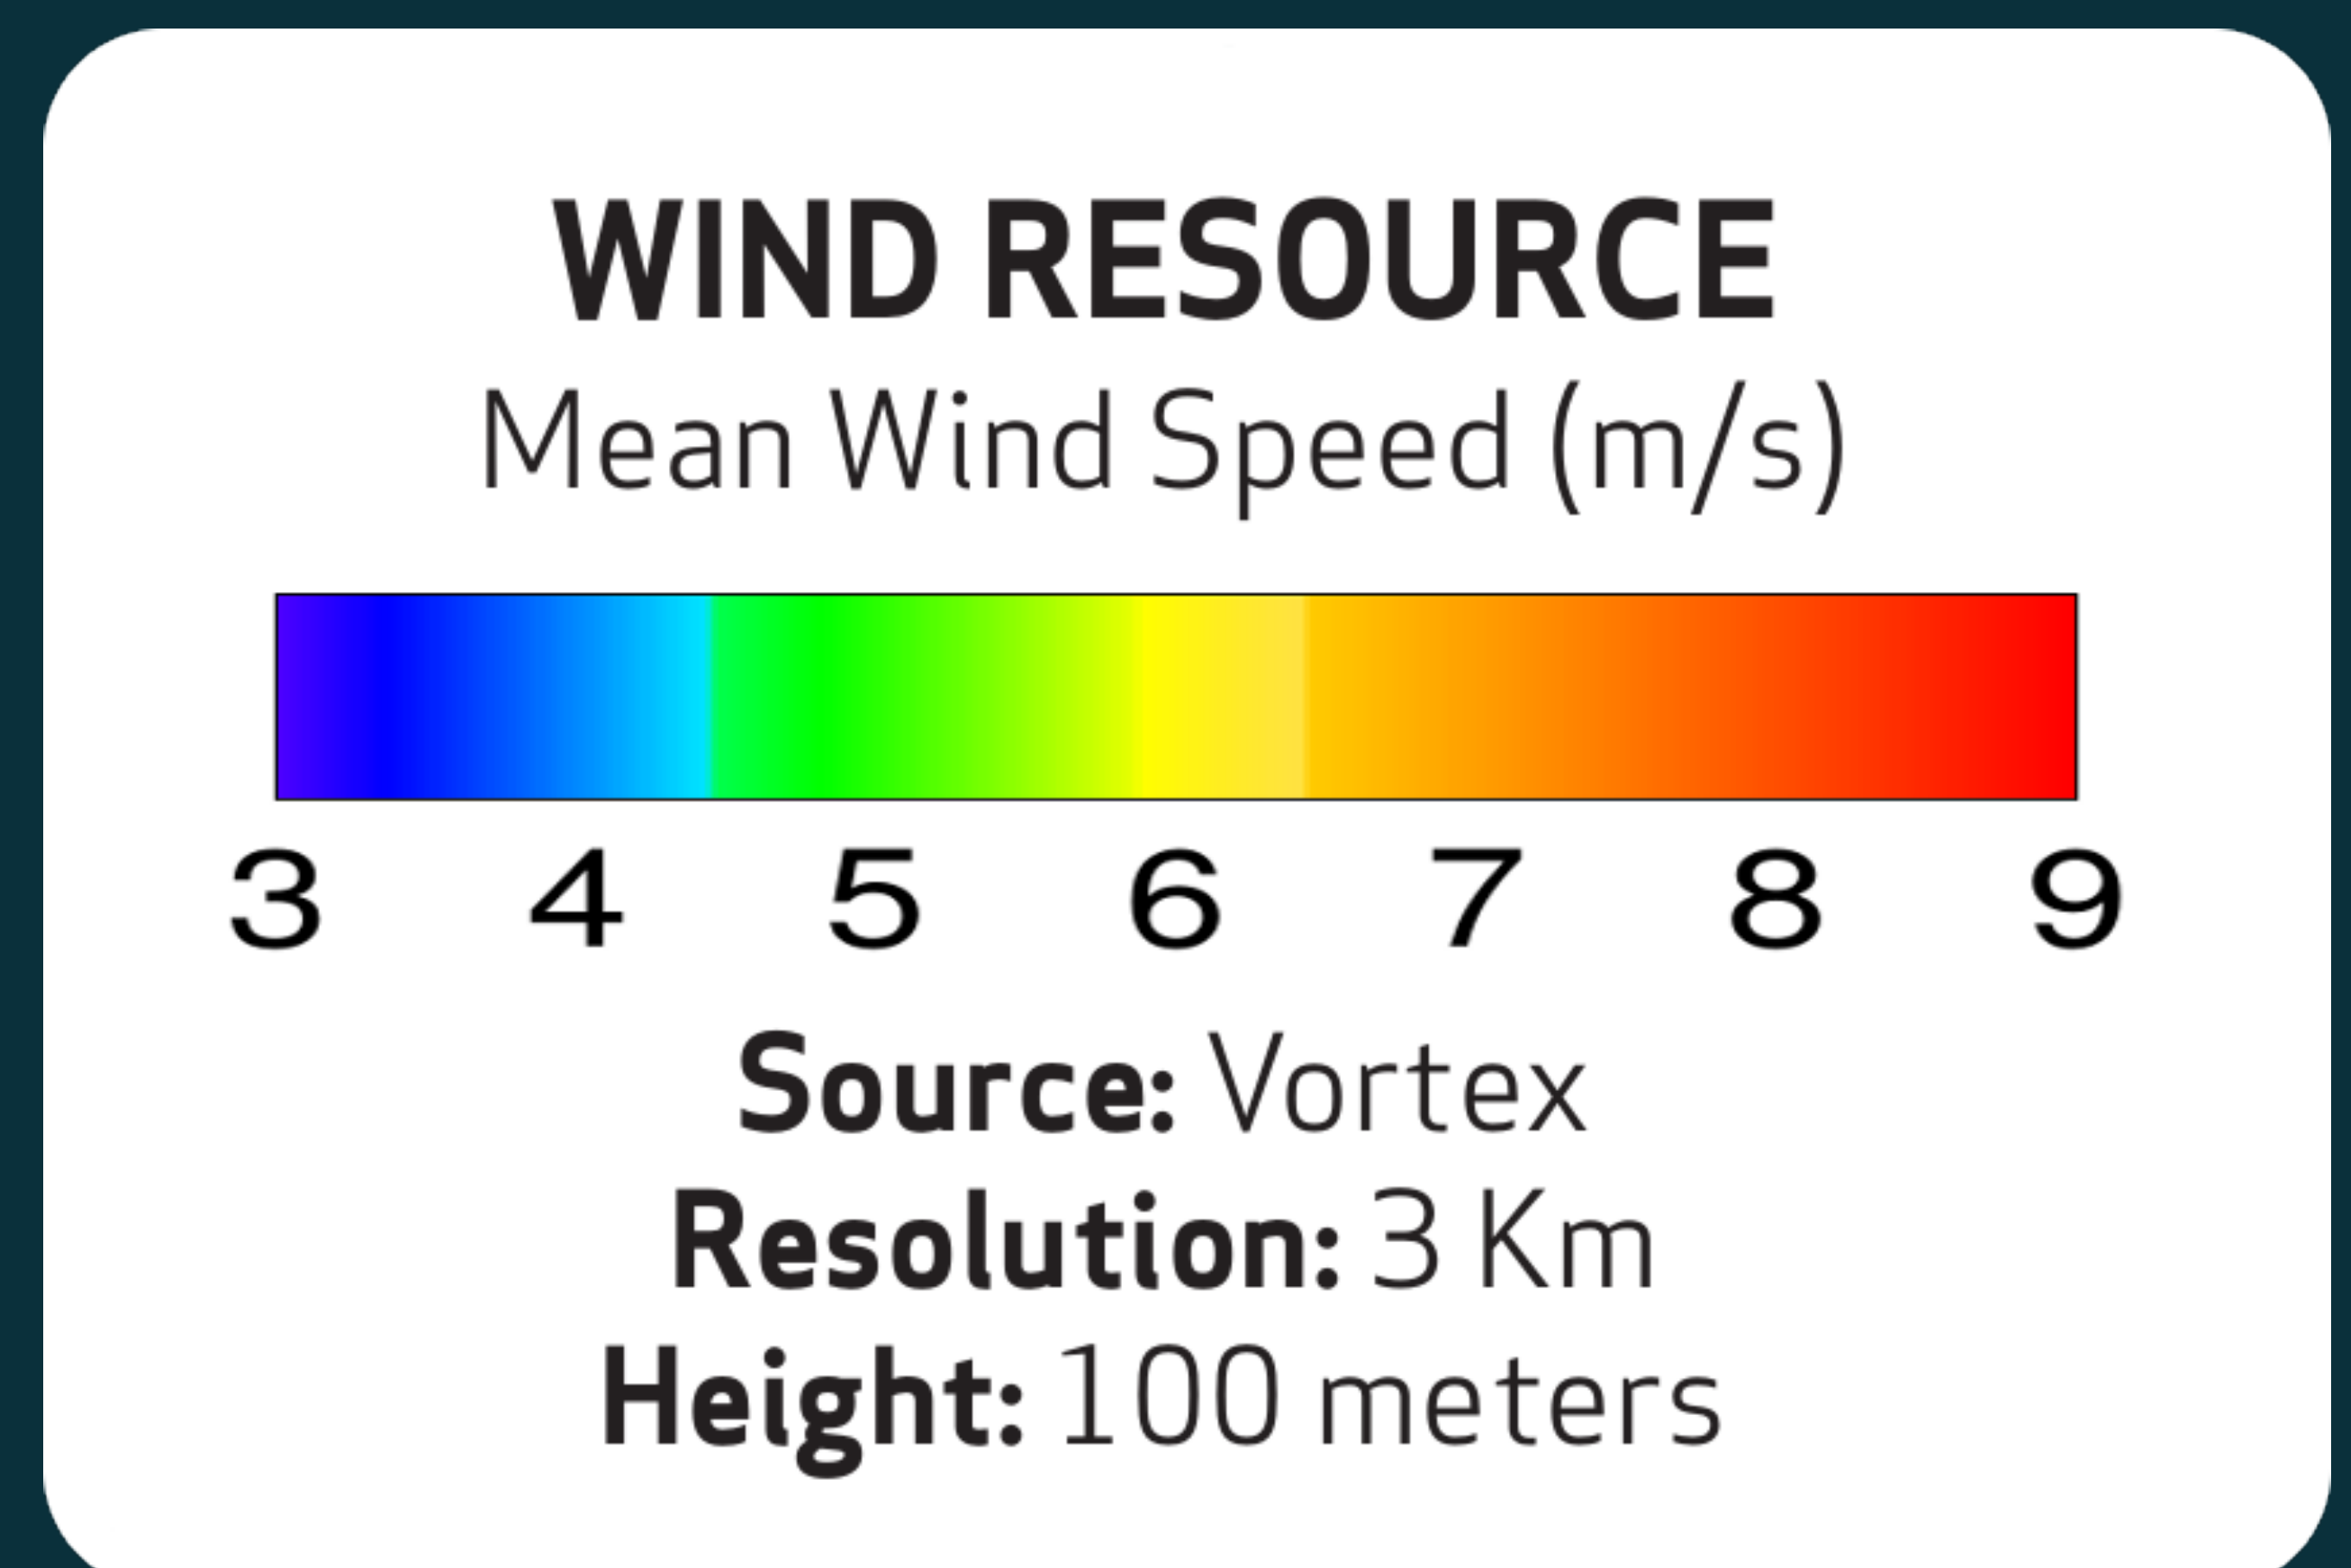 WIND RESOURCE
Mean Wind Speed (m/s)
3 4 5 6 7 8 9
Source: Vortex
Resolution: 3 Km
Height: 100 meters